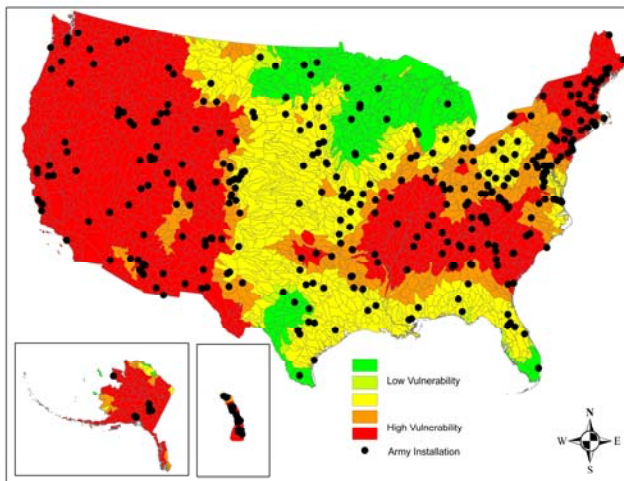 Low Vulnerability
High Vulnerability
Army Installation
N
W E
S